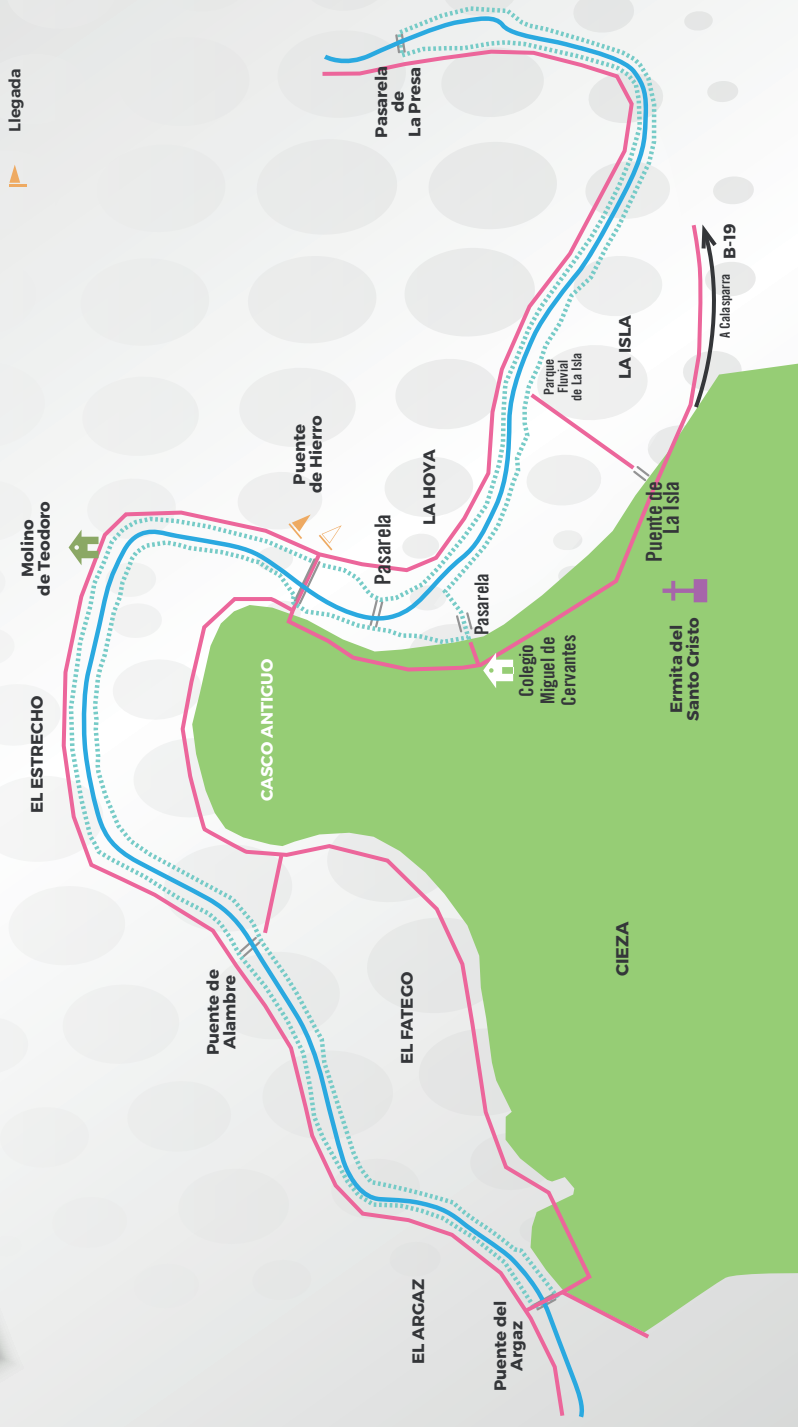 Llegada
Pasarela
de
La Presa
B-19
A Calasparra
LA ISLA
Parque
Fluvial
de La Isla
Puente
de Hierro
LA HOYA
Puente de
La Isla
Molino
de Teodoro
Pasarela
Pasarela
Colegio
Miguel de
Cervantes
Ermita del
Santo Cristo
EL ESTRECHO
CASCO ANTIGUO
CIEZA
Puente de
Alambre
EL FATEGO
EL ARGAZ
Puente del
Argaz